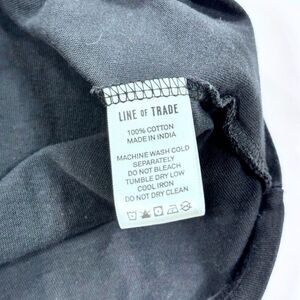 LINE OF TRADE
100% COTTON
MADE IN INDIA
MACHINE WASH COLD
SEPARATELY
DO NOT BLEACH
TUMBLE DRY LOW
COOL IRON
DO NOT DRY CLEAN